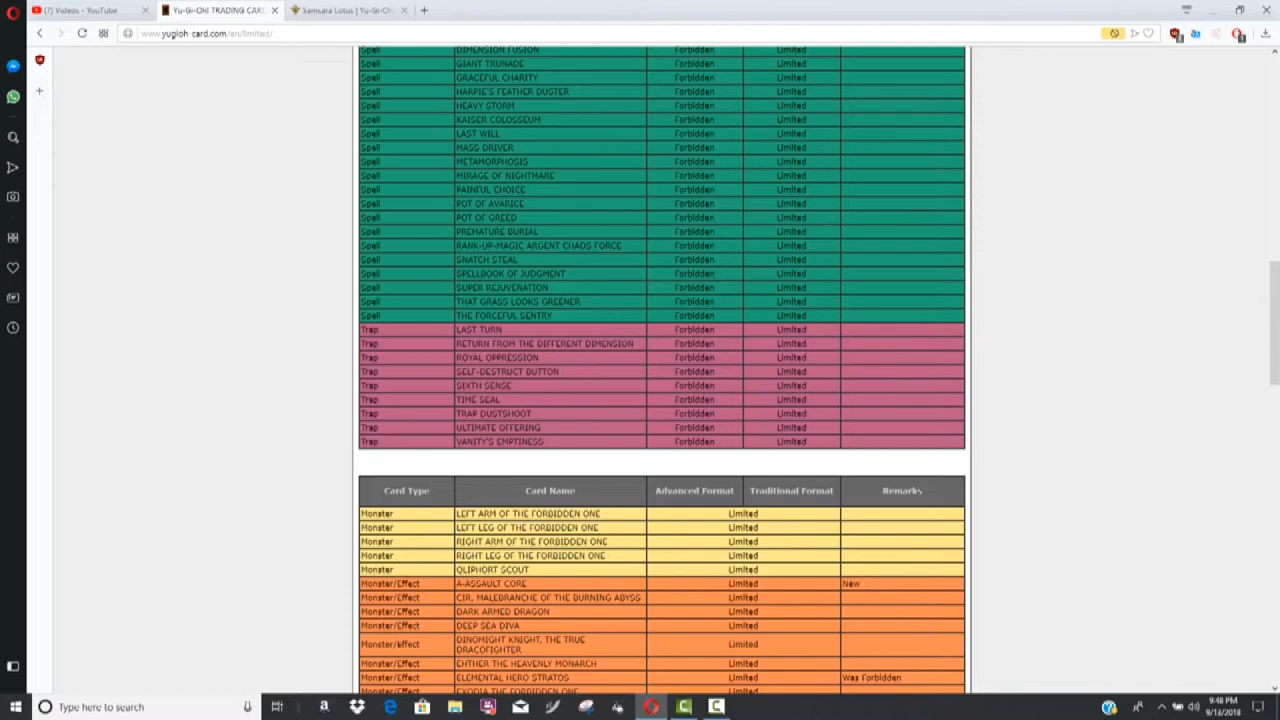 (7) Videos - YouTube
Yu-Gi-Oh! TRADING CAR
Samsara Lotus | Yu-Gi-Oh
www.yugioh-card.com/en/limited/
Spell DIMENSION FUSION Forbidden Limited
Spell GIANT TRUNADE Forbidden Limited
Spell GRACEFUL CHARITY Forbidden Limited
Spell HARPIE'S FEATHER DUSTER Forbidden Limited
Spell HEAVY STORM Forbidden Limited
Spell KAISER COLOSSEUM Forbidden Limited
Spell LAST WILL Forbidden Limited
Spell MASS DRIVER Forbidden Limited
Spell METAMORPHOSIS Forbidden Limited
Spell MIRAGE OF NIGHTMARE Forbidden Limited
Spell PAINFUL CHOICE Forbidden Limited
Spell POT OF AVARICE Forbidden Limited
Spell POT OF GREED Forbidden Limited
Spell PREMATURE BURIAL Forbidden Limited
Spell RANK-UP-MAGIC ARGENT CHAOS FORCE Forbidden Limited
Spell SNATCH STEAL Forbidden Limited
Spell SPELLBOOK OF JUDGMENT Forbidden Limited
Spell SUPER REJUVENATION Forbidden Limited
Spell THAT GRASS LOOKS GREENER Forbidden Limited
Spell THE FORCEFUL SENTRY Forbidden Limited
Trap LAST TURN Forbidden Limited
Trap RETURN FROM THE DIFFERENT DIMENSION Forbidden Limited
Trap ROYAL OPPRESSION Forbidden Limited
Trap SELF-DESTRUCT BUTTON Forbidden Limited
Trap SIXTH SENSE Forbidden Limited
Trap TIME SEAL Forbidden Limited
Trap TRAP DUSTSHOOT Forbidden Limited
Trap ULTIMATE OFFERING Forbidden Limited
Trap VANITY'S EMPTINESS Forbidden Limited
Card Type Card Name Advanced Format Traditional Format Remarks
Monster LEFT ARM OF THE FORBIDDEN ONE Limited
Monster LEFT LEG OF THE FORBIDDEN ONE Limited
Monster RIGHT ARM OF THE FORBIDDEN ONE Limited
Monster RIGHT LEG OF THE FORBIDDEN ONE Limited
Monster QLIPHORT SCOUT Limited
Monster/Effect A-ASSAULT CORE Limited New
Monster/Effect CIR, MALEBRANCHE OF THE BURNING ABYSS Limited
Monster/Effect DARK ARMED DRAGON Limited
Monster/Effect DEEP SEA DIVA Limited
Monster/Effect DINOMIGHT KNIGHT, THE TRUE
DRACOFIGHTER Limited
Monster/Effect EHTHER THE HEAVENLY MONARCH Limited
Monster/Effect ELEMENTAL HERO STRATOS Limited Was Forbidden
Monster/Effect EXODIA THE FORBIDDEN ONE Limited
Type here to search
9:48 PM
9/13/2018